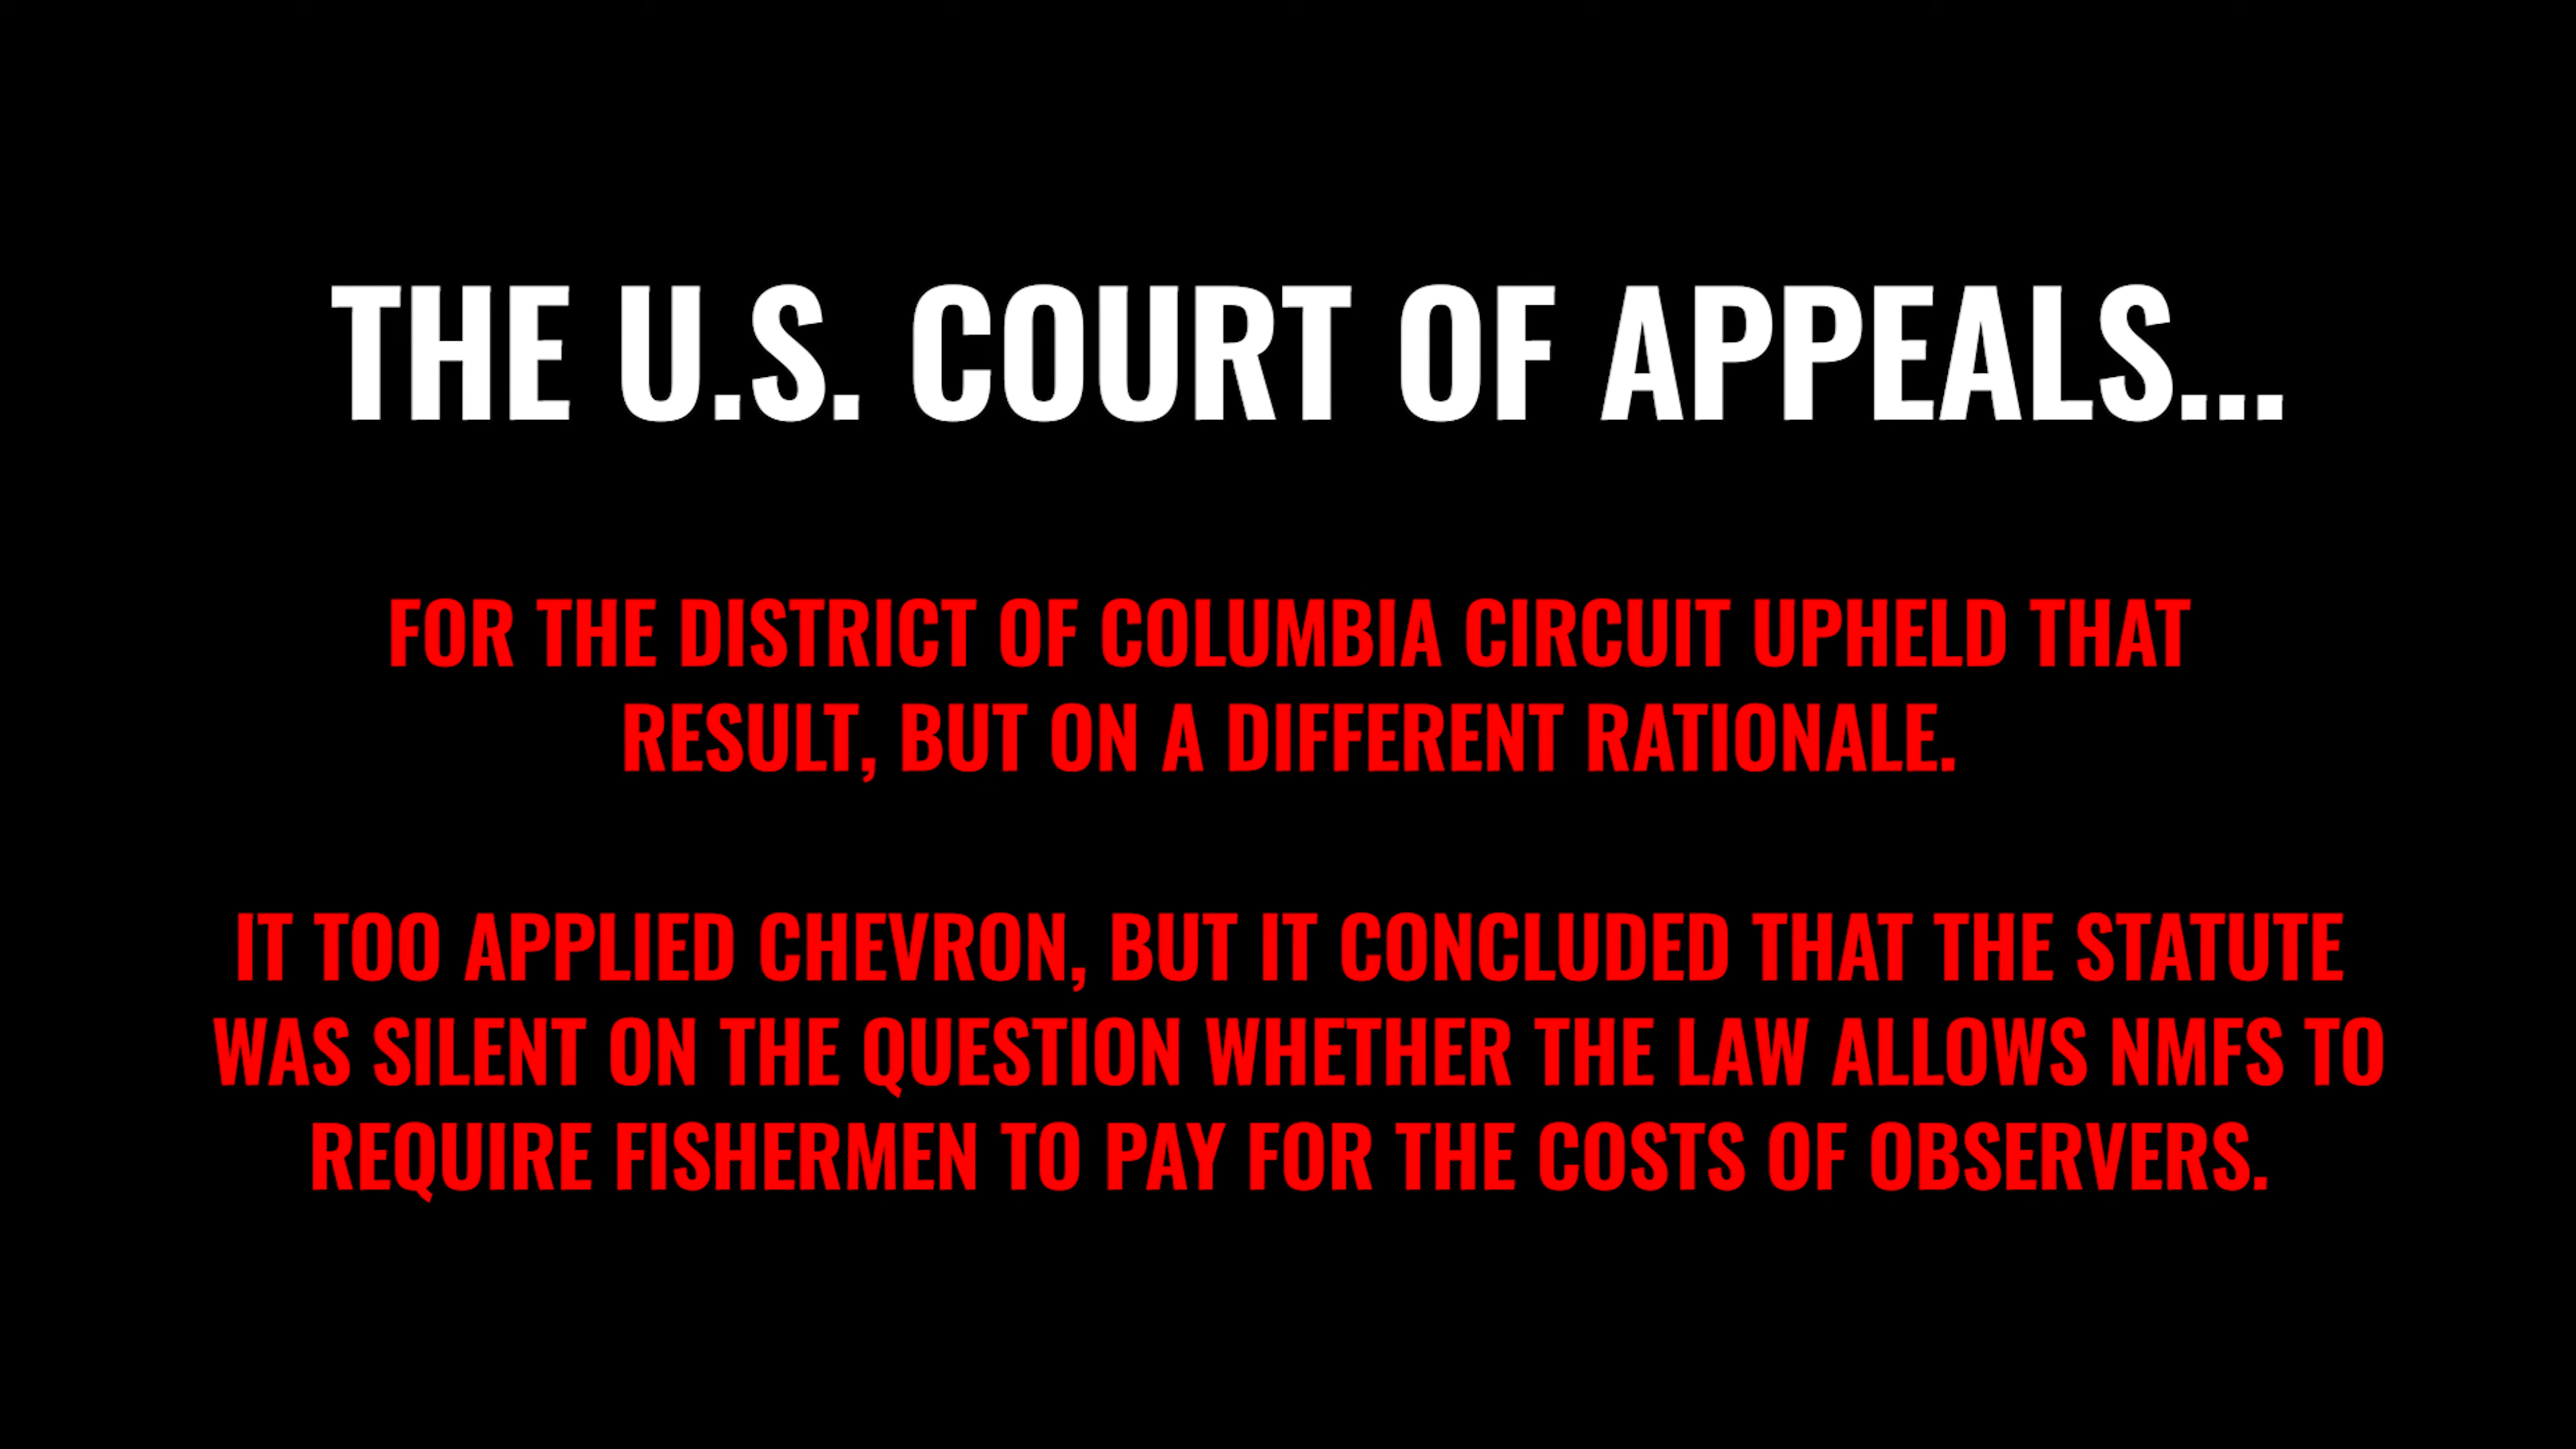 THE U.S. COURT OF APPEALS...
FOR THE DISTRICT OF COLUMBIA CIRCUIT UPHELD THAT
RESULT, BUT ON A DIFFERENT RATIONALE.
IT TOO APPLIED CHEVRON, BUT IT CONCLUDED THAT THE STATUTE
WAS SILENT ON THE QUESTION WHETHER THE LAW ALLOWS NMFS TO
REQUIRE FISHERMEN TO PAY FOR THE COSTS OF OBSERVERS.